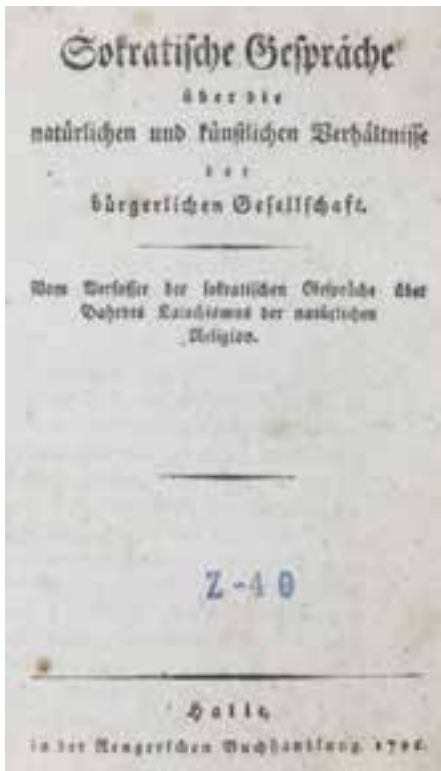 Sokratische Gespräche
über die
natürlichen und künstlichen Verhältnisse
der
bürgerlichen Gesellschaft.
Vom Verfasser der sokratischen Gespräche über
Bahrdts Katechismus der natürlichen
Religion.
Z-40
Halle,
in der Rengerschen Buchhandlung